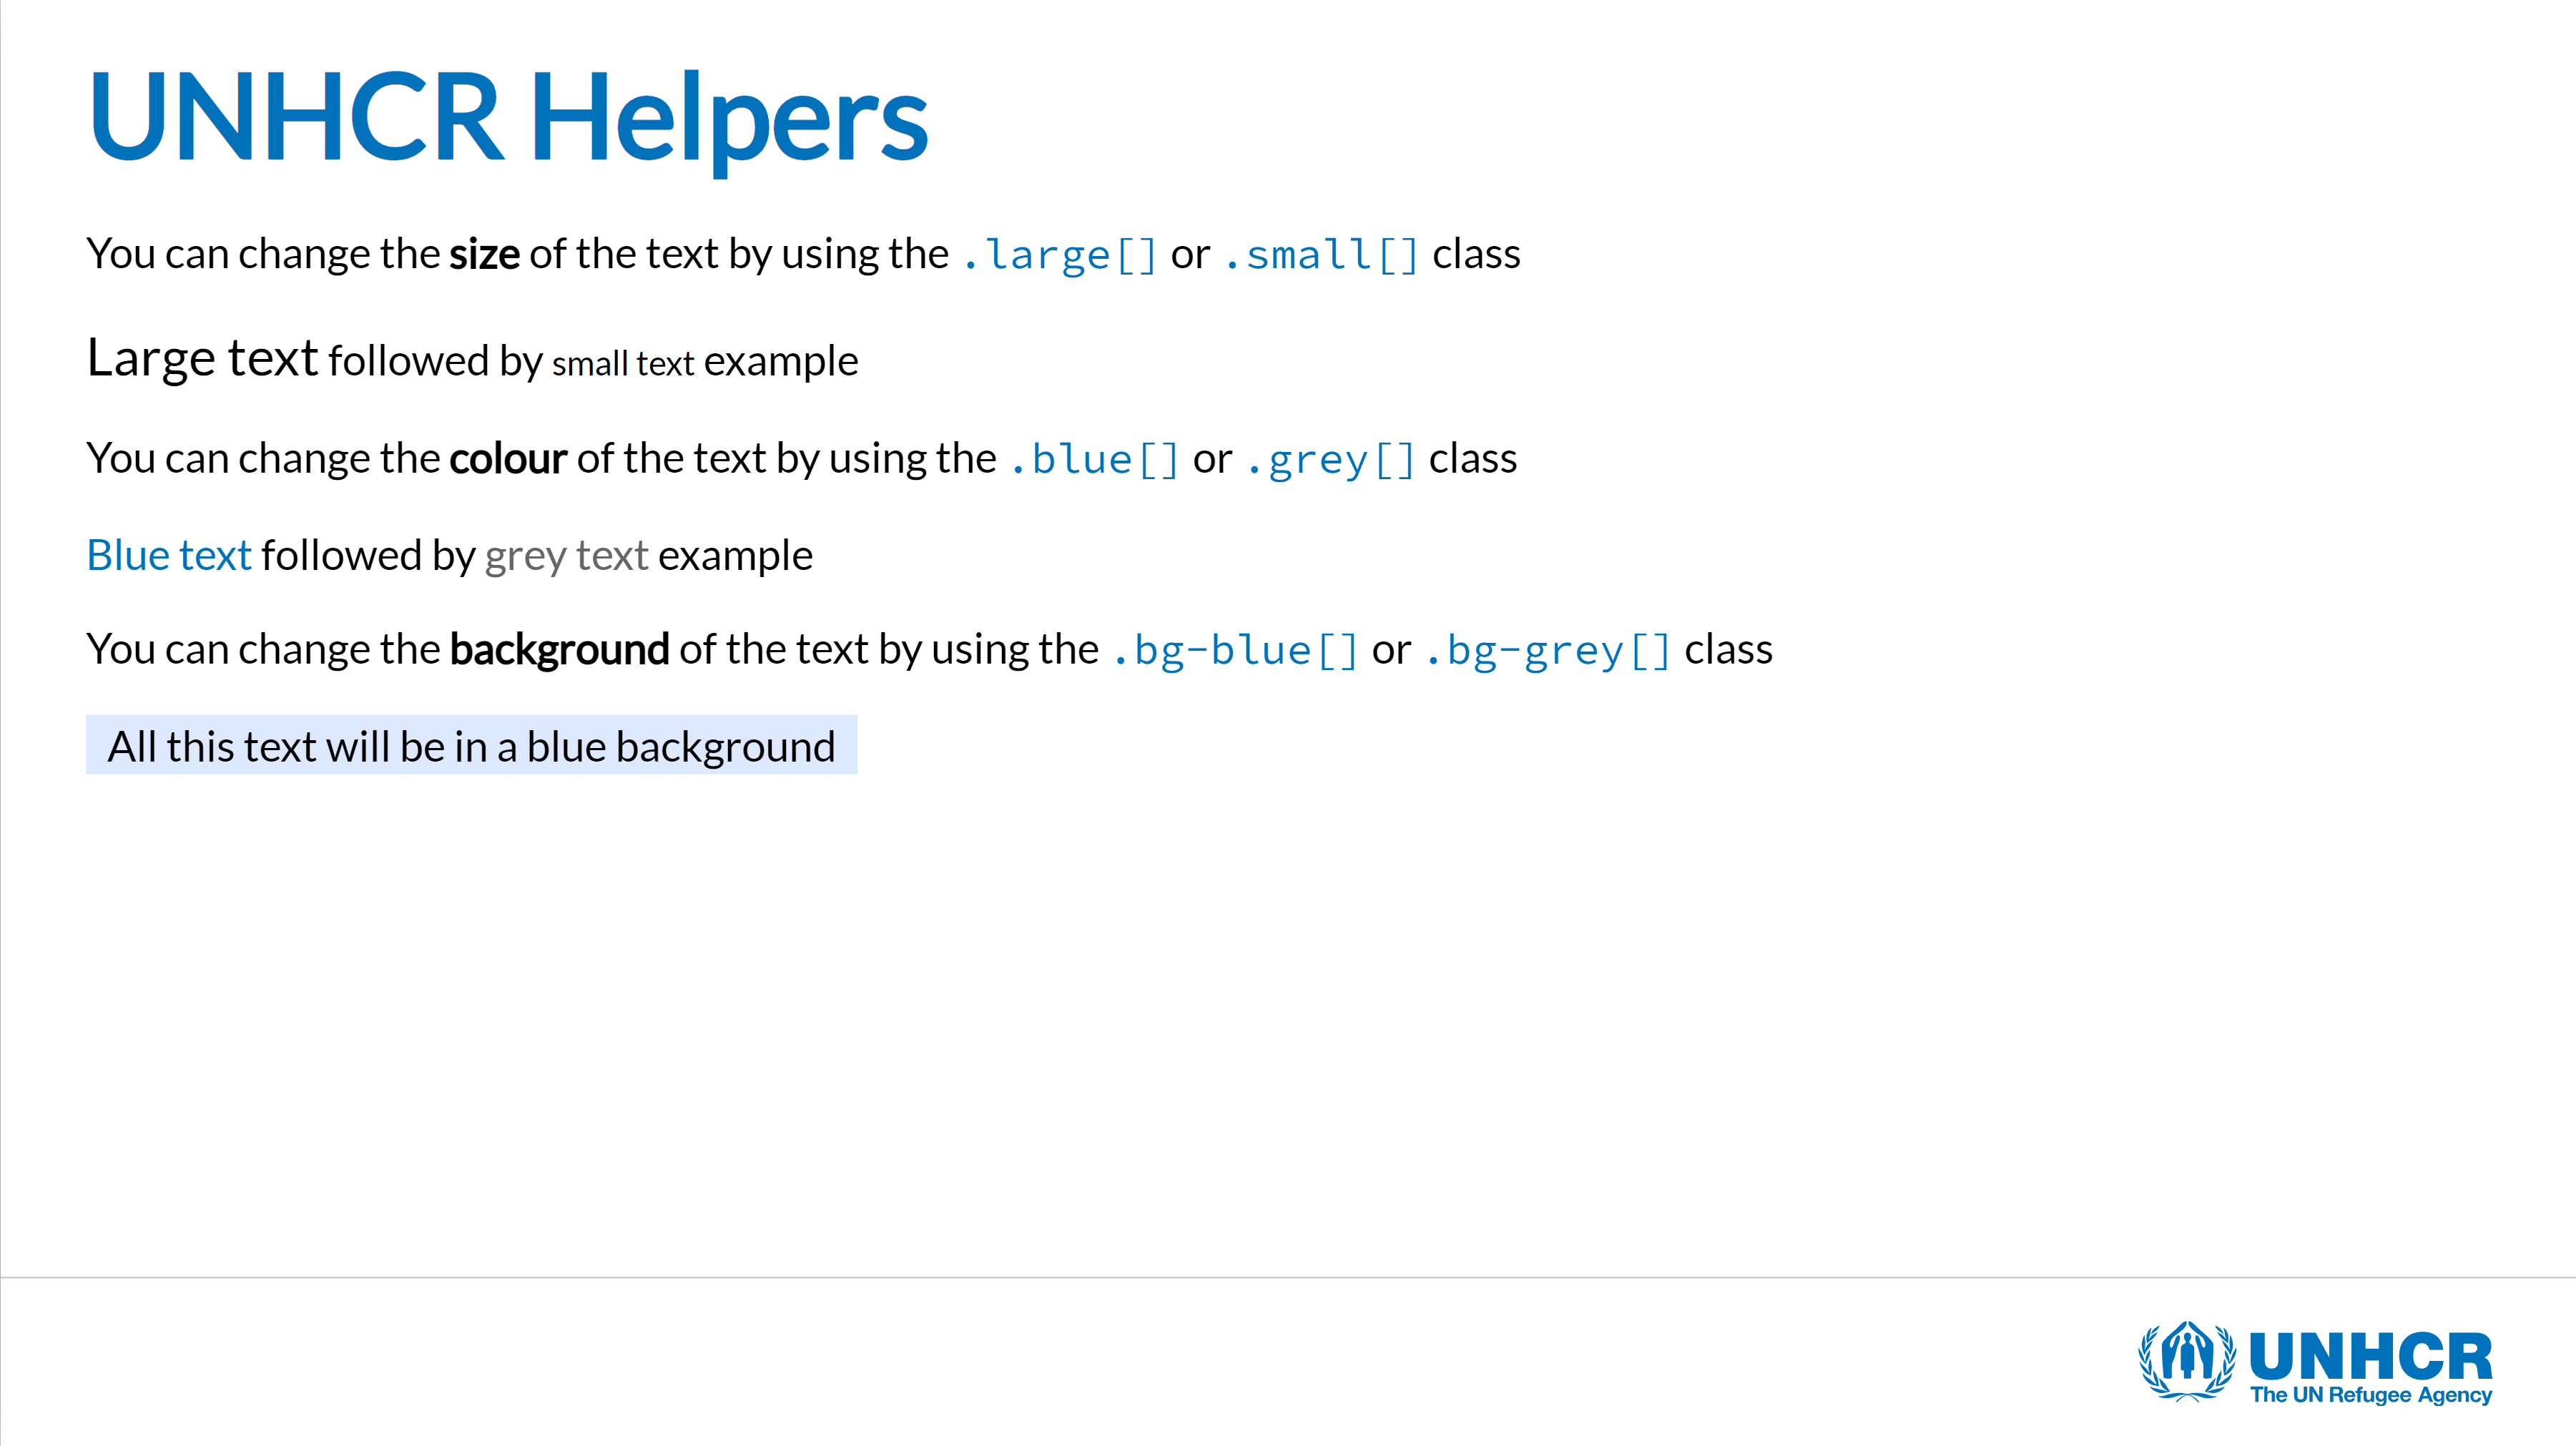 UNHCR Helpers
You can change the size of the text by using the .large[] or .small[] class
Large text followed by small text example
You can change the colour of the text by using the .blue[] or .grey[] class
Blue text followed by grey text example
You can change the background of the text by using the .bg-blue[] or .bg-grey[] class
All this text will be in a blue background
UNHCR
The UN Refugee Agency